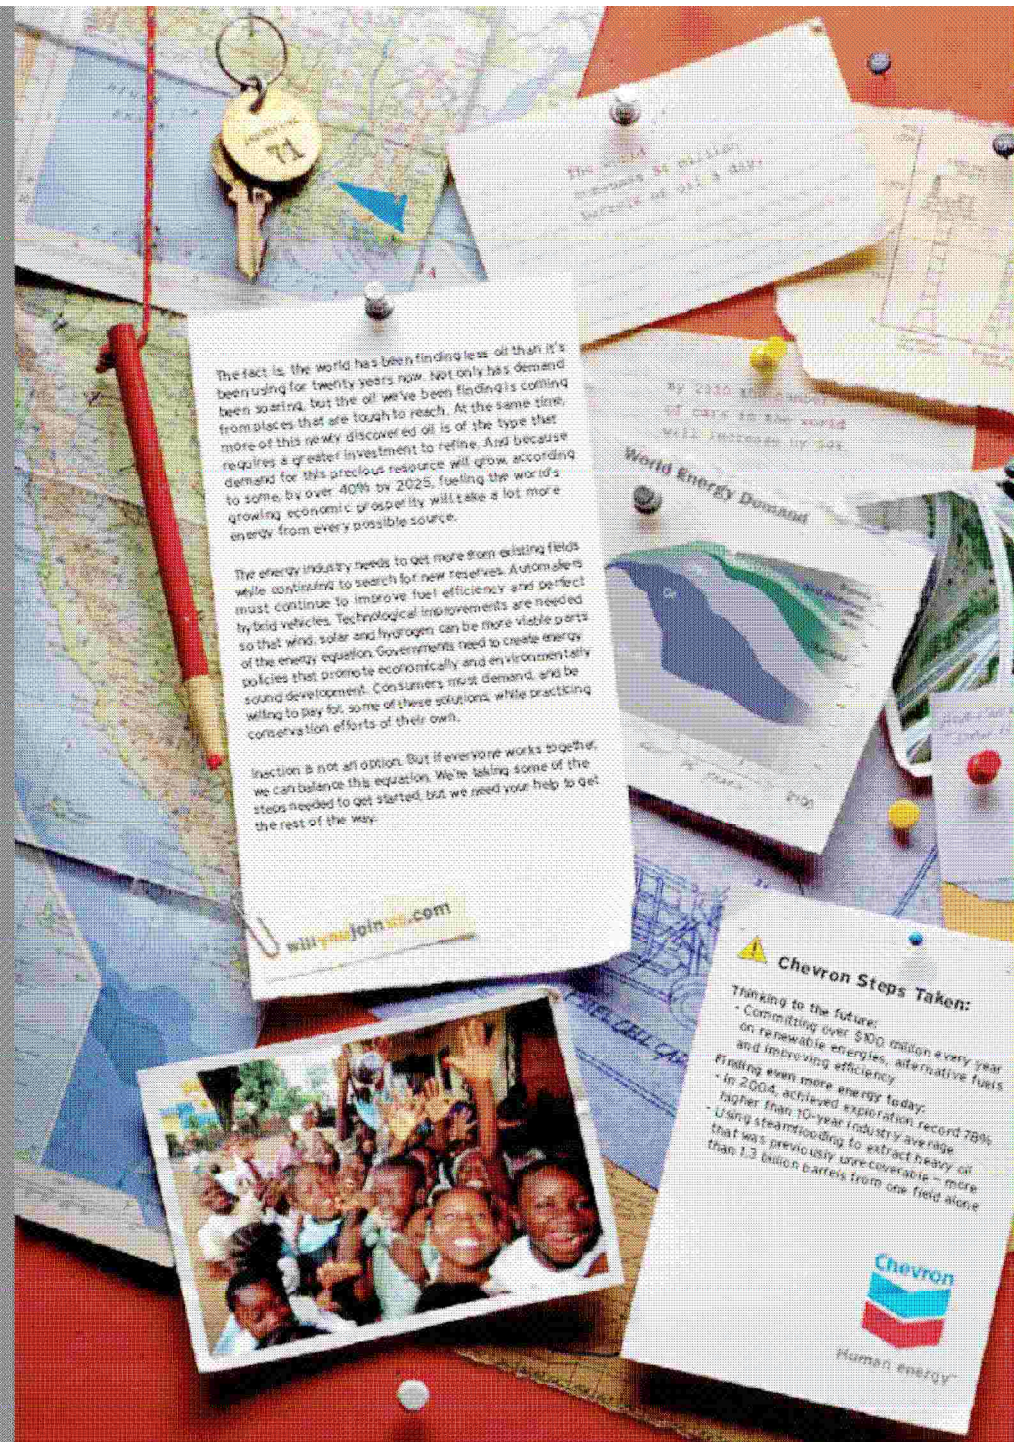 71
The world
consumes 84 million
barrels of oil a day.
The fact is, the world has been finding less oil than it's
been using for twenty years now. Not only has demand
been soaring, but the oil we've been finding is coming
from places that are tough to reach. At the same time,
more of this newly discovered oil is of the type that
requires a greater investment to refine. And because
demand for this precious resource will grow, according
to some, by over 40% by 2025, fueling the world's
growing economic prosperity will take a lot more
energy from every possible source.
The energy industry needs to get more from existing fields
while continuing to search for new reserves. Automakers
must continue to improve fuel efficiency and perfect
hybrid vehicles. Technological improvements are needed
so that wind, solar and hydrogen can be more viable parts
of the energy equation. Governments need to create energy
policies that promote economically and environmentally
sound development. Consumers must demand, and be
willing to pay for, some of these solutions, while practicing
conservation efforts of their own.
Inaction is not an option. But if everyone works together,
we can balance this equation. We're taking some of the
steps needed to get started, but we need your help to get
the rest of the way.
willyoujoinus.com
By 2030 the number
of cars in the world
will increase by 50%
World Energy Demand
Oil
2100
FUEL CELL CAR
Chevron Steps Taken:
Thinking to the future:
- Committing over $100 million every year
on renewable energies, alternative fuels
and improving efficiency
Finding even more energy today:
- In 2004, achieved exploration record 78%
higher than 10-year industry average
- Using steamflooding to extract heavy oil
that was previously unrecoverable – more
than 1.3 billion barrels from one field alone
Chevron
Human energy™